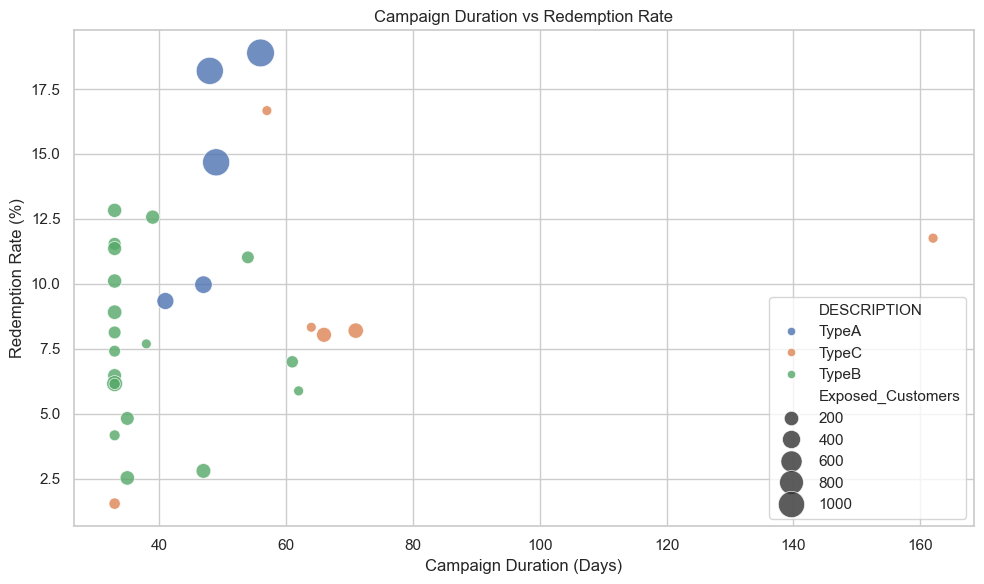 Campaign Duration vs Redemption Rate
Redemption Rate (%)
17.5
15.0
12.5
10.0
7.5
5.0
2.5
DESCRIPTION
TypeA
TypeC
TypeB
Exposed_Customers
200
400
600
800
1000
40 60 80 100 120 140 160
Campaign Duration (Days)